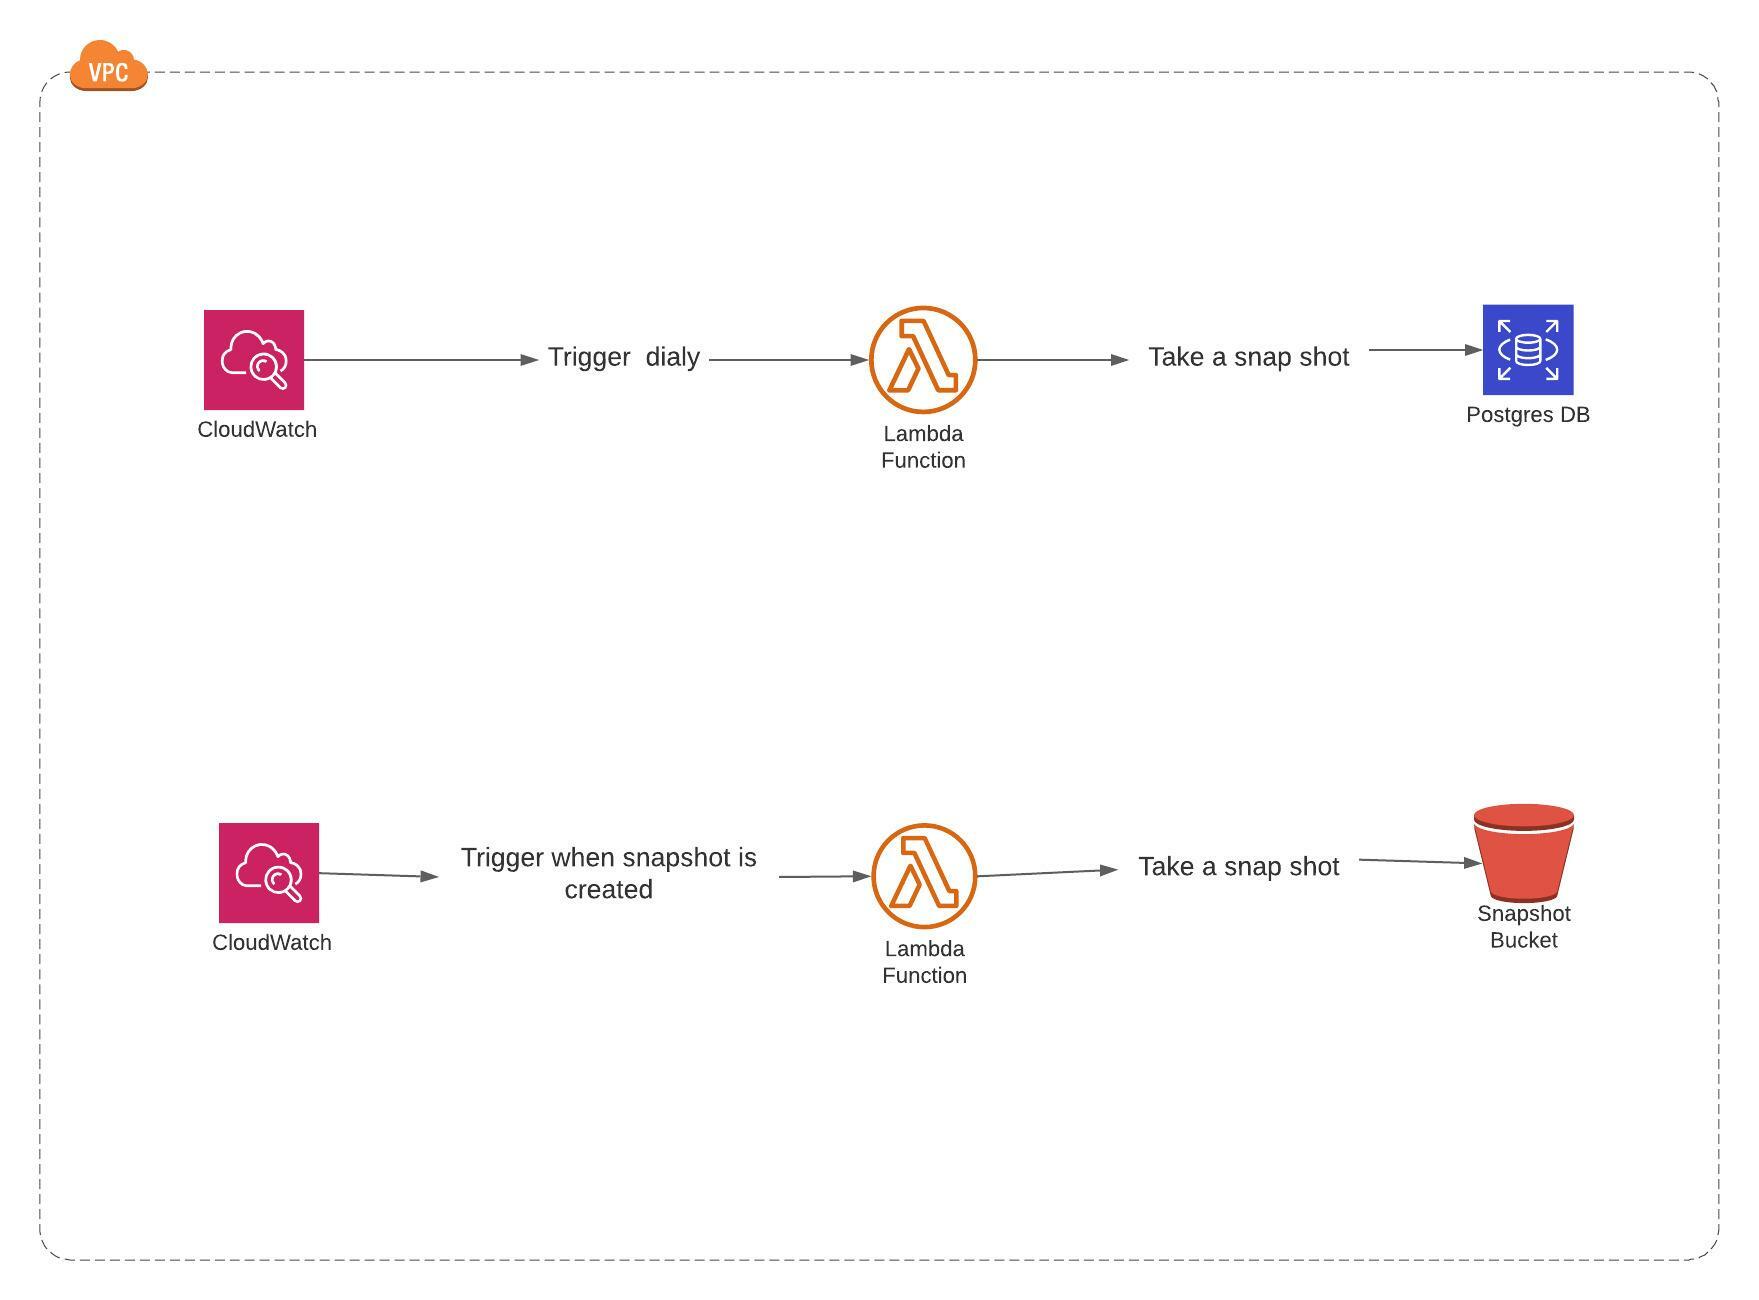 VPC
Trigger  dialy
Take a snap shot
CloudWatch
Postgres DB
Lambda
Function
Trigger when snapshot is
created
Take a snap shot
CloudWatch
Snapshot
Bucket
Lambda
Function